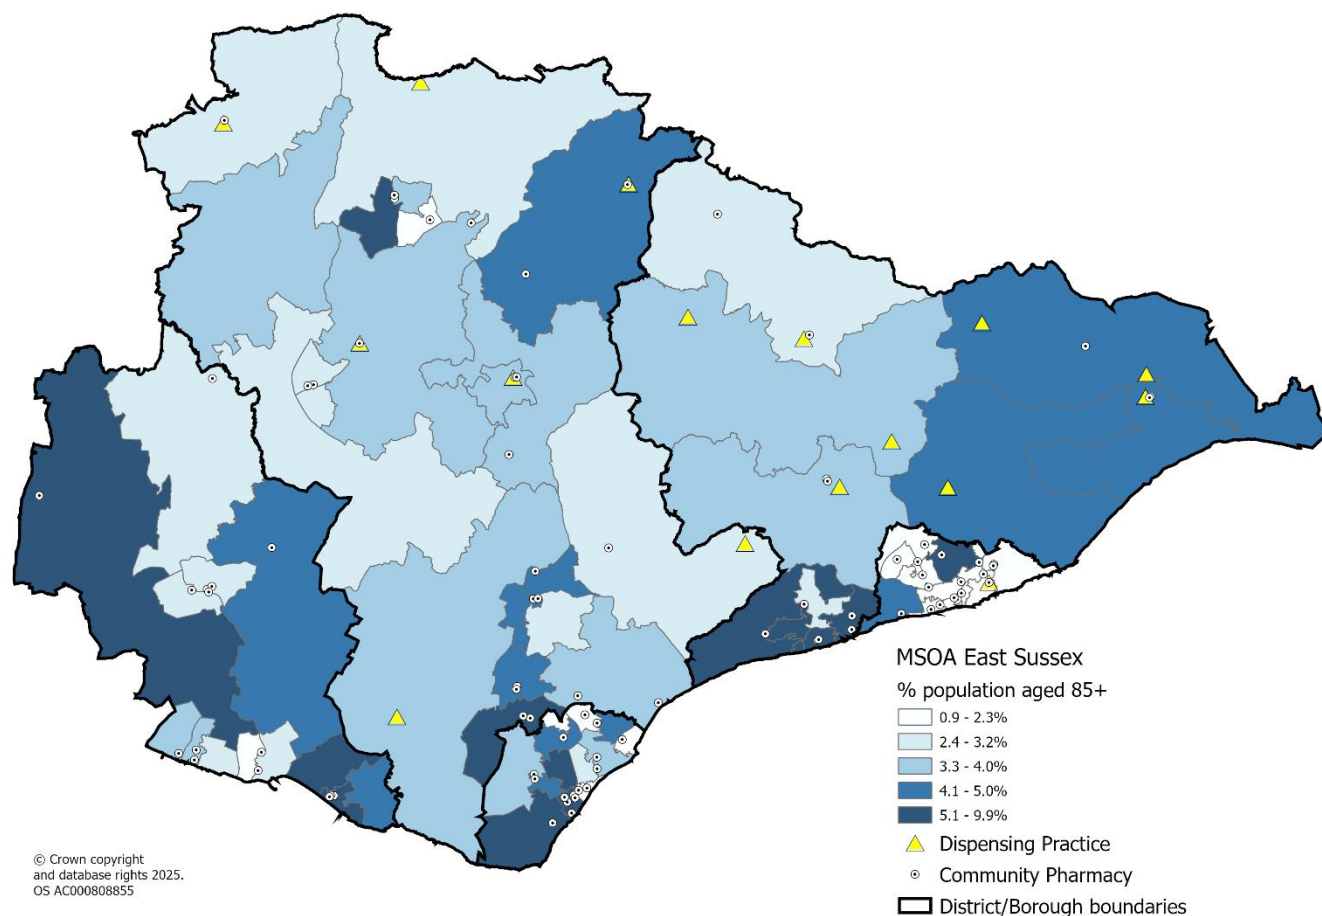 MSOA East Sussex
% population aged 85+
0.9 - 2.3%
2.4 - 3.2%
3.3 - 4.0%
4.1 - 5.0%
5.1 - 9.9%
Dispensing Practice
Community Pharmacy
District/Borough boundaries
© Crown copyright
and database rights 2025.
OS AC000808855